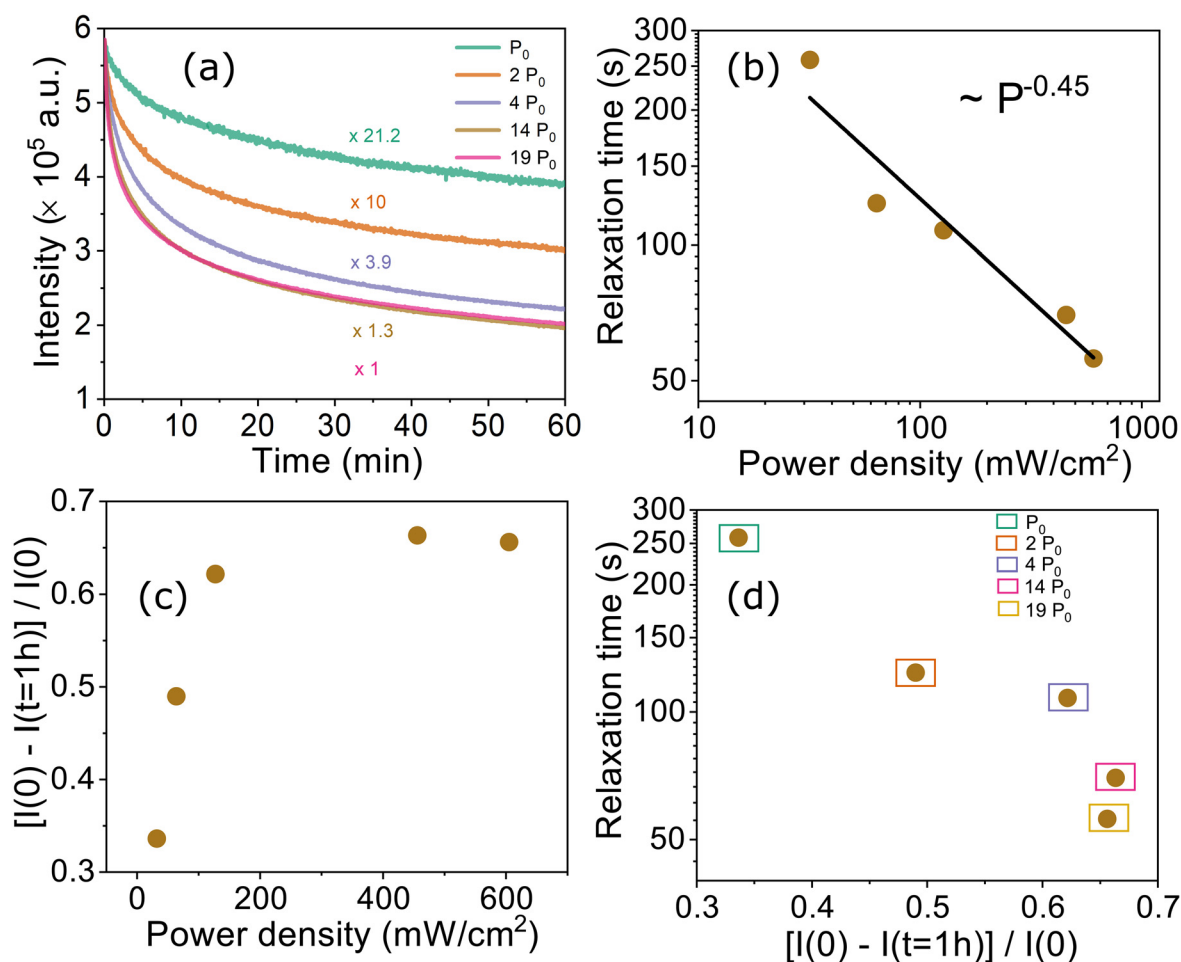 (a)
6
5
4
3
2
1
Intensity (× 10⁵ a.u.)
P₀
2 P₀
4 P₀
14 P₀
19 P₀
x 21.2
x 10
x 3.9
x 1.3
x 1
0 10 20 30 40 50 60
Time (min)
(b)
~ P⁻⁰·⁴⁵
300
250
200
150
100
50
Relaxation time (s)
10 100 1000
Power density (mW/cm²)
(c)
0.7
0.6
0.5
0.4
0.3
[I(0) - I(t=1h)] / I(0)
0 200 400 600
Power density (mW/cm²)
(d)
300
250
200
150
100
50
Relaxation time (s)
P₀
2 P₀
4 P₀
14 P₀
19 P₀
0.3 0.4 0.5 0.6 0.7
[I(0) - I(t=1h)] / I(0)